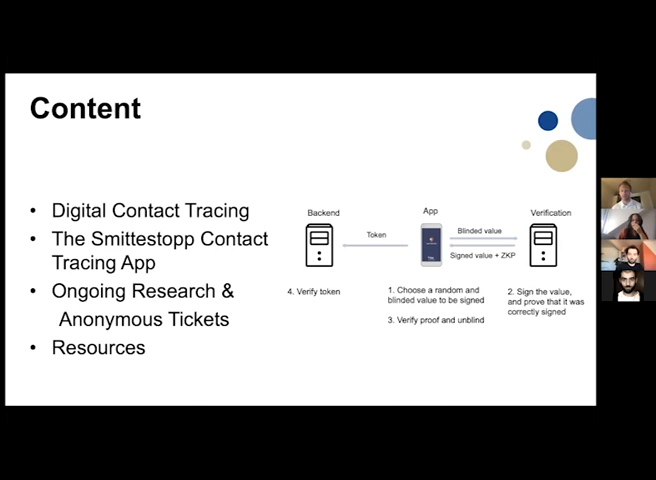 Content
• Digital Contact Tracing
• The Smittestopp Contact
Tracing App
• Ongoing Research &
Anonymous Tickets
• Resources
Backend
App
Verification
Token
Blinded value
Signed value + ZKP
4. Verify token
1. Choose a random and
blinded value to be signed
3. Verify proof and unblind
2. Sign the value,
and prove that it was
correctly signed